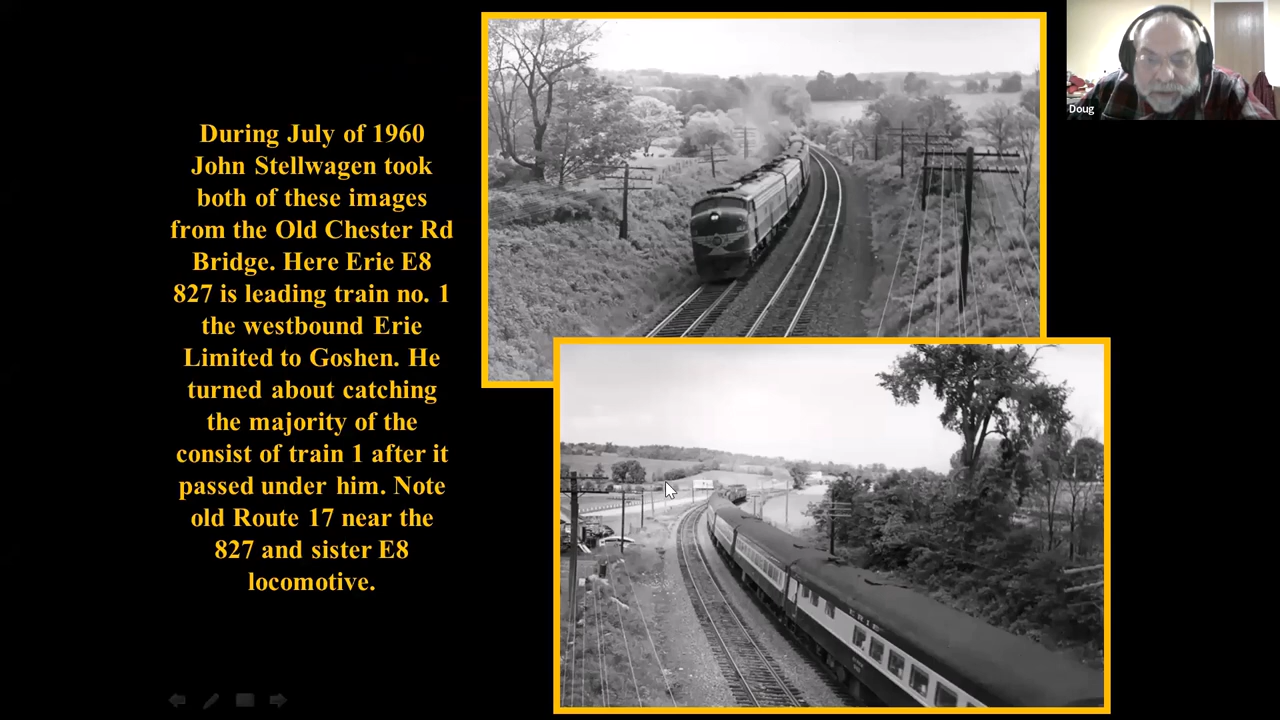 During July of 1960
John Stellwagen took
both of these images
from the Old Chester Rd
Bridge. Here Erie E8
827 is leading train no. 1
the westbound Erie
Limited to Goshen. He
turned about catching
the majority of the
consist of train 1 after it
passed under him. Note
old Route 17 near the
827 and sister E8
locomotive.
Doug
ERIE